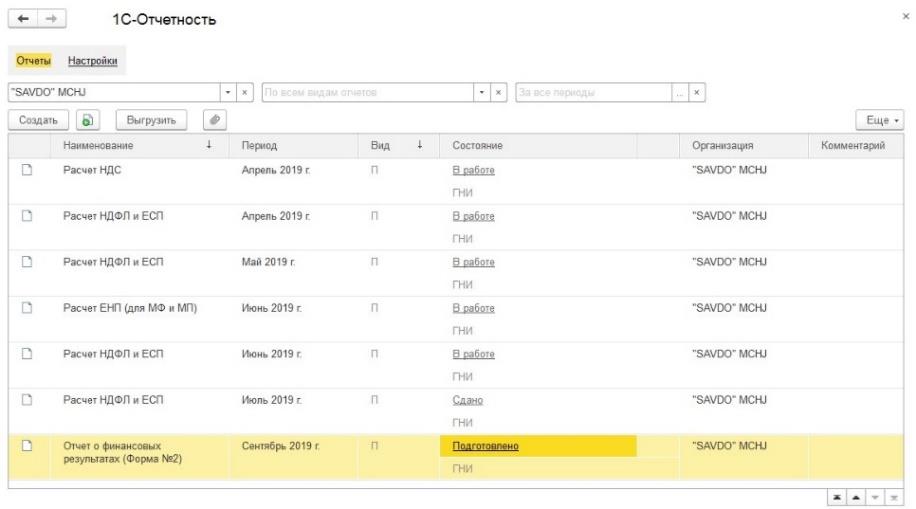 1С-Отчетность
Отчеты Настройки
"SAVDO" MCHJ По всем видам отчетов За все периоды ...
Создать Выгрузить Еще
Наименование Период Вид Состояние Организация Комментарий
Расчет НДС Апрель 2019 г. П В работе "SAVDO" MCHJ
ГНИ
Расчет НДФЛ и ЕСП Апрель 2019 г. П В работе "SAVDO" MCHJ
ГНИ
Расчет НДФЛ и ЕСП Май 2019 г. П В работе "SAVDO" MCHJ
ГНИ
Расчет ЕНП (для МФ и МП) Июнь 2019 г. П В работе "SAVDO" MCHJ
ГНИ
Расчет НДФЛ и ЕСП Июнь 2019 г. П В работе "SAVDO" MCHJ
ГНИ
Расчет НДФЛ и ЕСП Июль 2019 г. П Сдано "SAVDO" MCHJ
ГНИ
Отчет о финансовых Сентябрь 2019 г. П Подготовлено "SAVDO" MCHJ
результатах (Форма №2) ГНИ